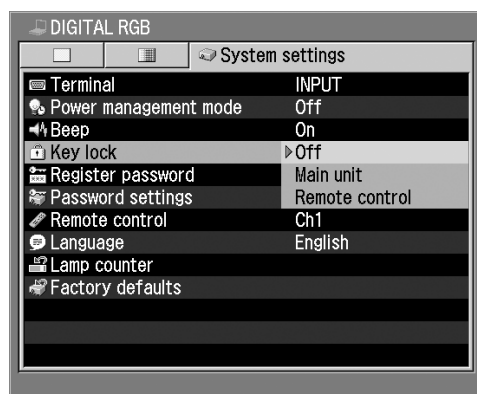 DIGITAL RGB
System settings
Terminal INPUT
Power management mode Off
Beep On
Key lock Off
Register password Main unit
Password settings Remote control
Remote control Ch1
Language English
Lamp counter
Factory defaults